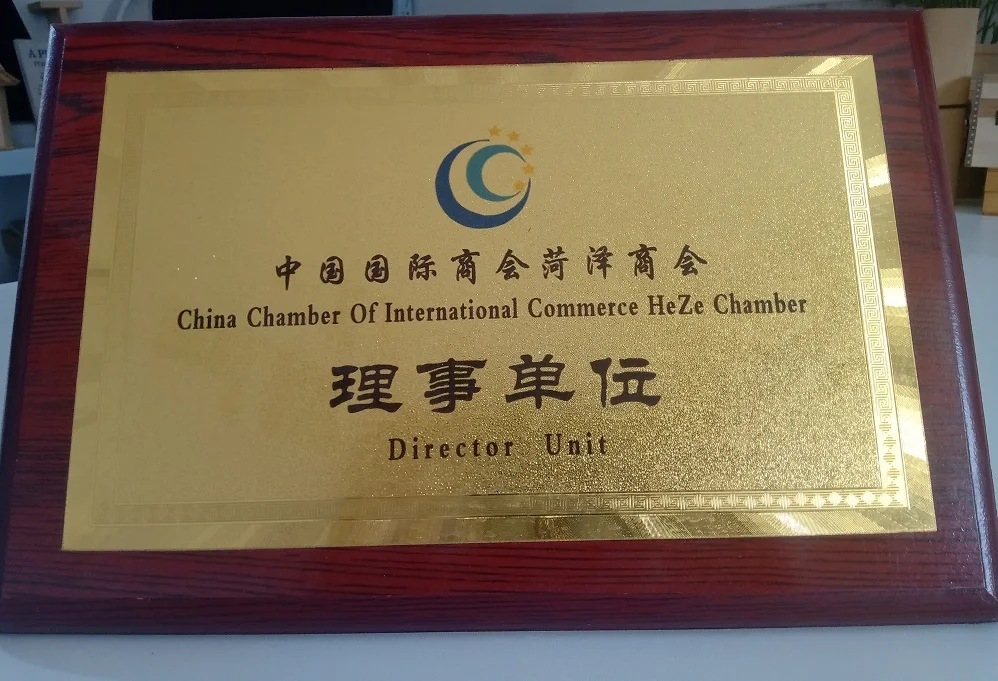 中国国际商会菏泽商会
China Chamber Of International Commerce HeZe Chamber
理事单位
Director Unit